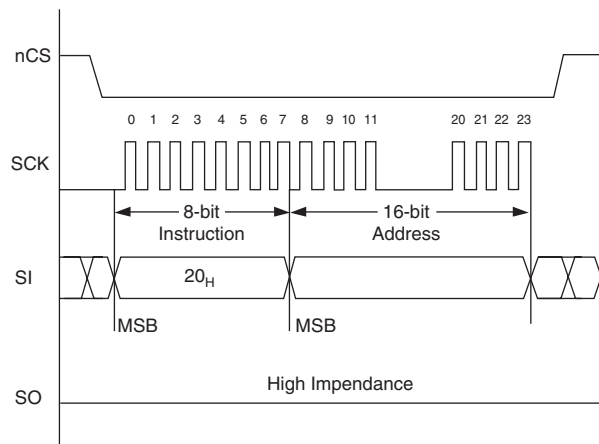 nCS
0 1 2 3 4 5 6 7 8 9 10 11 20 21 22 23
SCK
8-bit 16-bit
Instruction Address
SI 20H
MSB MSB
High Impendance
SO